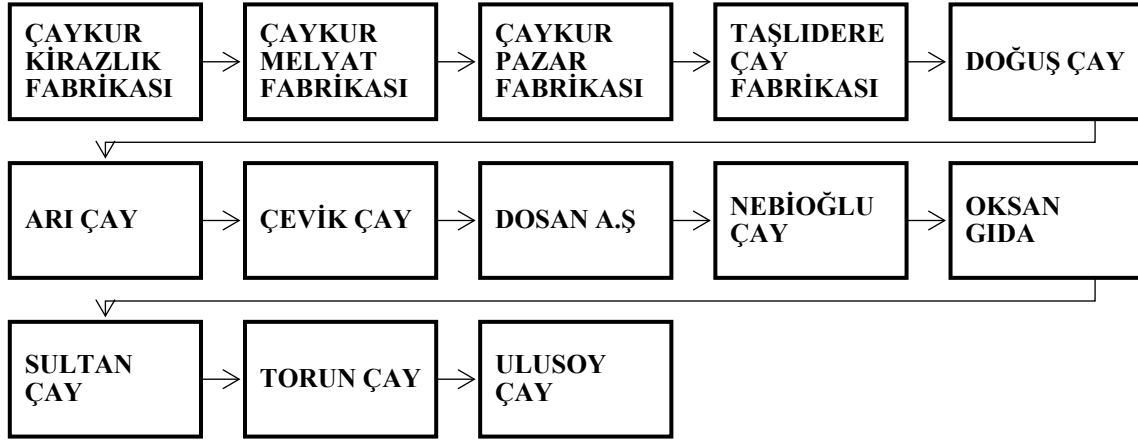 ÇAYKUR
KİRAZLIK
FABRİKASI
ÇAYKUR
MELYAT
FABRİKASI
ÇAYKUR
PAZAR
FABRİKASI
TAŞLIDERE
ÇAY
FABRİKASI
DOĞUŞ ÇAY
ARI ÇAY
ÇEVİK ÇAY
DOSAN A.Ş
NEBİOĞLU
ÇAY
OKSAN
GIDA
SULTAN
ÇAY
TORUN ÇAY
ULUSOY
ÇAY